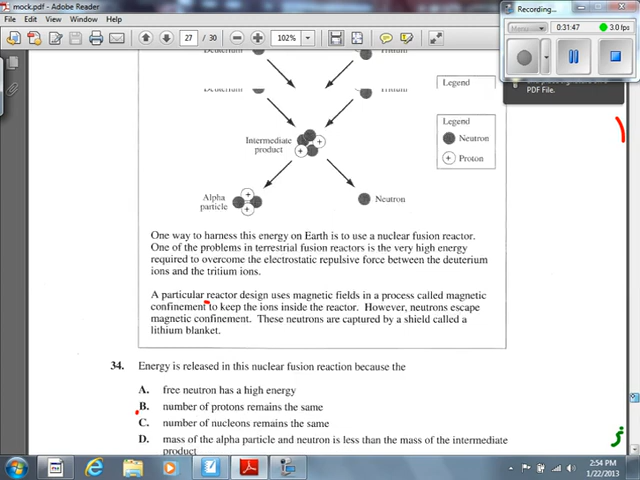 mock.pdf - Adobe Reader
Recording...
File Edit View Window Help
Menu
31:47
3.0 fps
27 / 30
102%
Deuterium
Tritium
Legend
PDF File.
Deuterium
Tritium
Legend
Intermediate
product
Neutron
Proton
Alpha
particle
Neutron
One way to harness this energy on Earth is to use a nuclear fusion reactor.
One of the problems in terrestrial fusion reactors is the very high energy
required to overcome the electrostatic repulsive force between the deuterium
ions and the tritium ions.
A particular reactor design uses magnetic fields in a process called magnetic
confinement to keep the ions inside the reactor. However, neutrons escape
magnetic confinement. These neutrons are captured by a shield called a
lithium blanket.
34. Energy is released in this nuclear fusion reaction because the
A. free neutron has a high energy
B. number of protons remains the same
C. number of nucleons remains the same
D. mass of the alpha particle and neutron is less than the mass of the intermediate
product
2:54 PM
1/22/2013